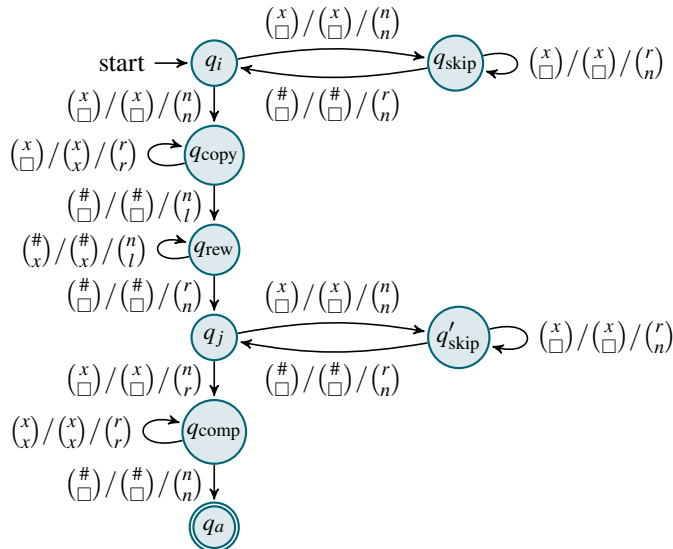 (x □)/(x □)/(n n)
start q_i q_skip (x □)/(x □)/(r n)
(x □)/(x □)/(n n) (# □)/(# □)/(r n)
(x □)/(x x)/(r r) q_copy
(# □)/(# □)/(n l)
(# x)/(# x)/(n l) q_rew
(# □)/(# □)/(r n) (x □)/(x □)/(n n)
q_j q′_skip (x □)/(x □)/(r n)
(x □)/(x □)/(n r) (# □)/(# □)/(r n)
(x x)/(x x)/(r r) q_comp
(# □)/(# □)/(n n)
q_a